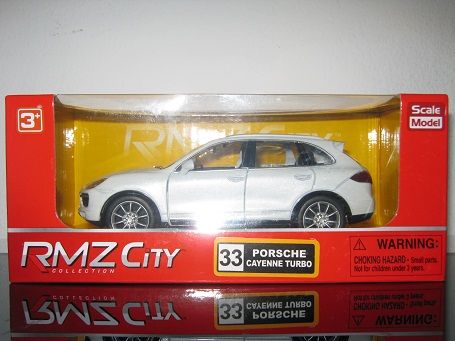 3+
Scale
Model
RMZ CITY
RMZ CITY
COLLECTION
33 PORSCHE
CAYENNE TURBO
WARNING:
CHOKING HAZARD - Small parts.
Not for children under 3 years.